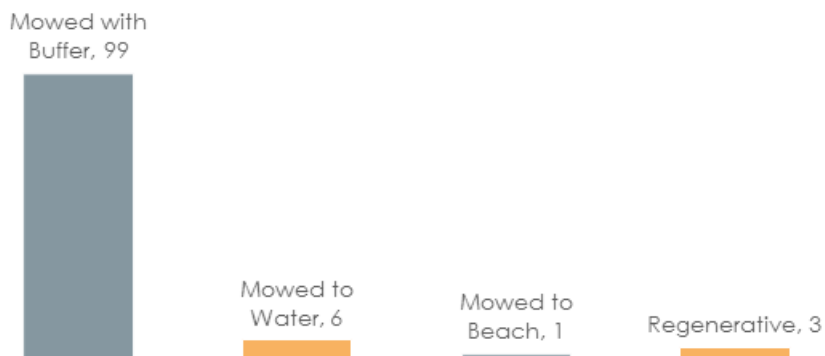 Mowed with
Buffer, 99
Mowed to
Water, 6
Mowed to
Beach, 1
Regenerative, 3